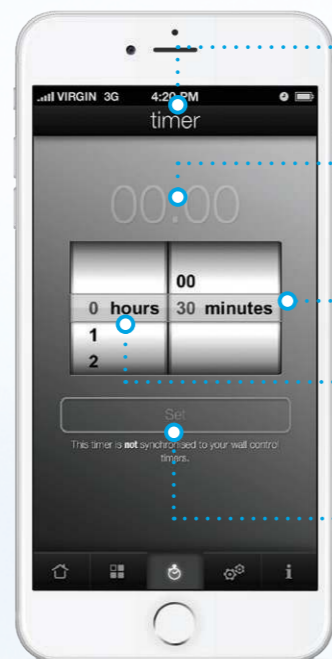 VIRGIN 3G 4:20 PM
timer
00:00
00
0 hours 30 minutes
1
2
Set
This timer is not synchronised to your wall control
timers.